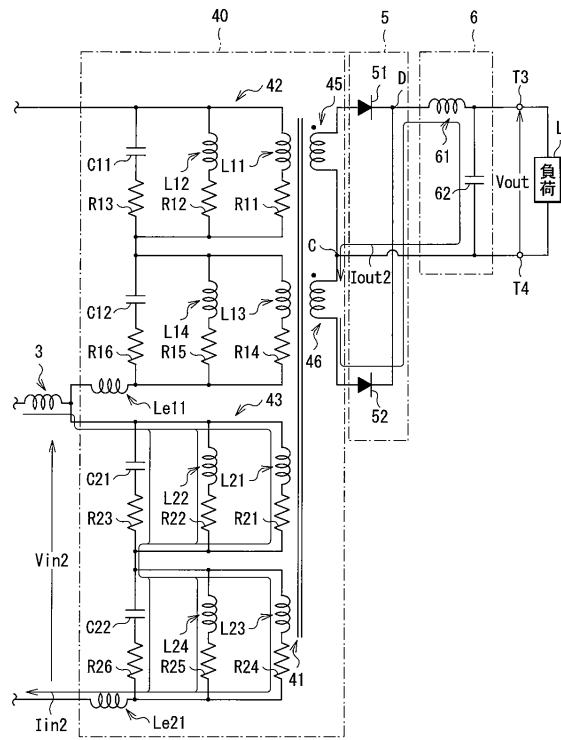 40
5
6
42
45
51
D
T3
L
C11
L12
L11
61
62
Vout
負荷
R13
R12
R11
C
Iout2
T4
C12
L14
L13
R16
R15
R14
46
3
Le11
43
52
C21
L22
L21
R23
R22
R21
Vin2
C22
L24
L23
R26
R25
R24
41
Iin2
Le21